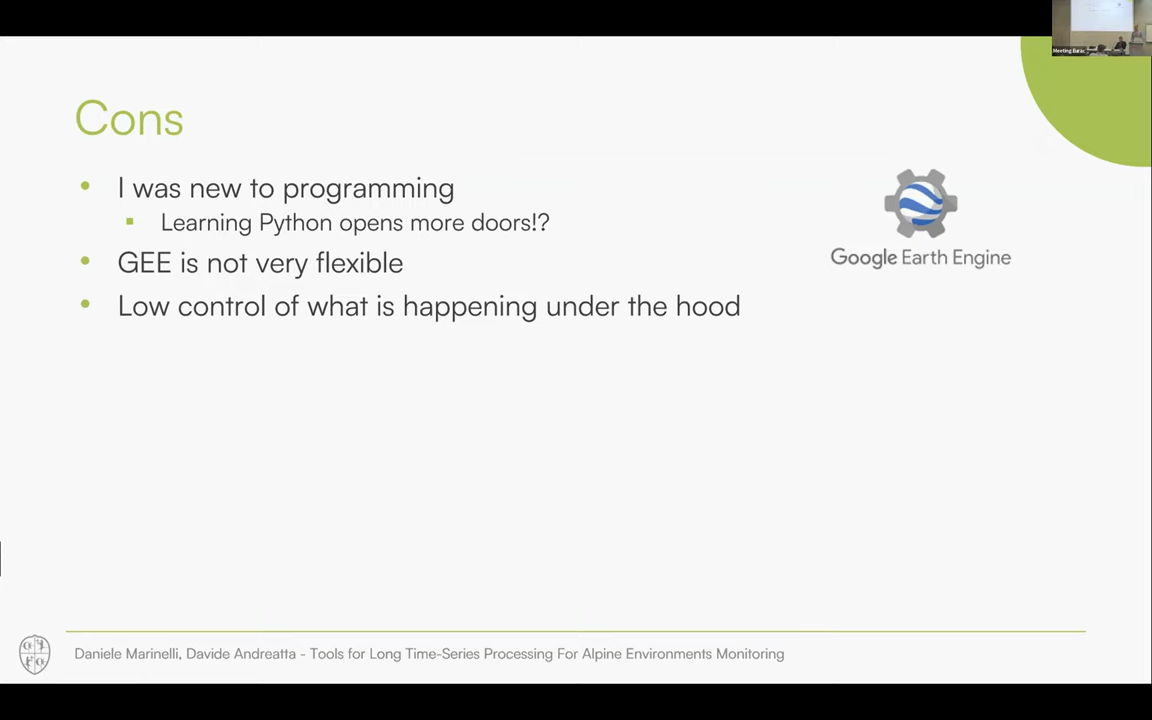 Cons
• I was new to programming
▪ Learning Python opens more doors!?
• GEE is not very flexible
• Low control of what is happening under the hood
Google Earth Engine
Daniele Marinelli, Davide Andreatta - Tools for Long Time-Series Processing For Alpine Environments Monitoring